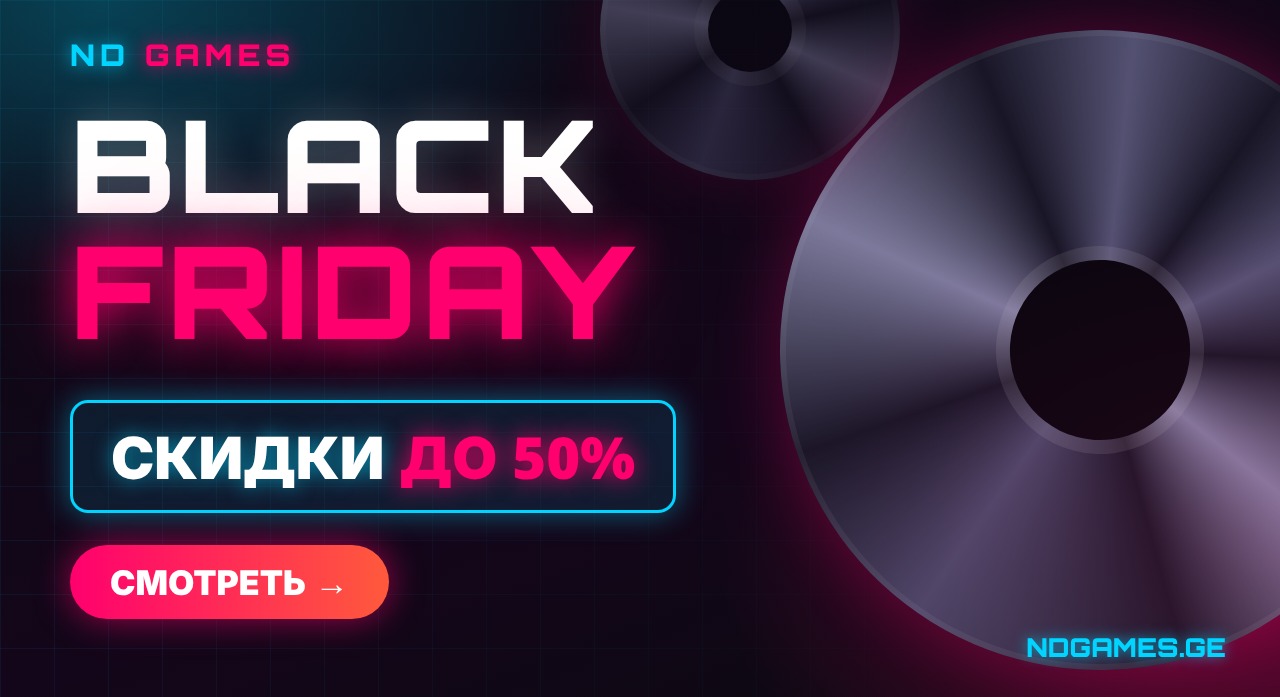 ND GAMES
BLACK
FRIDAY
СКИДКИ ДО 50%
СМОТРЕТЬ →
NDGAMES.GE